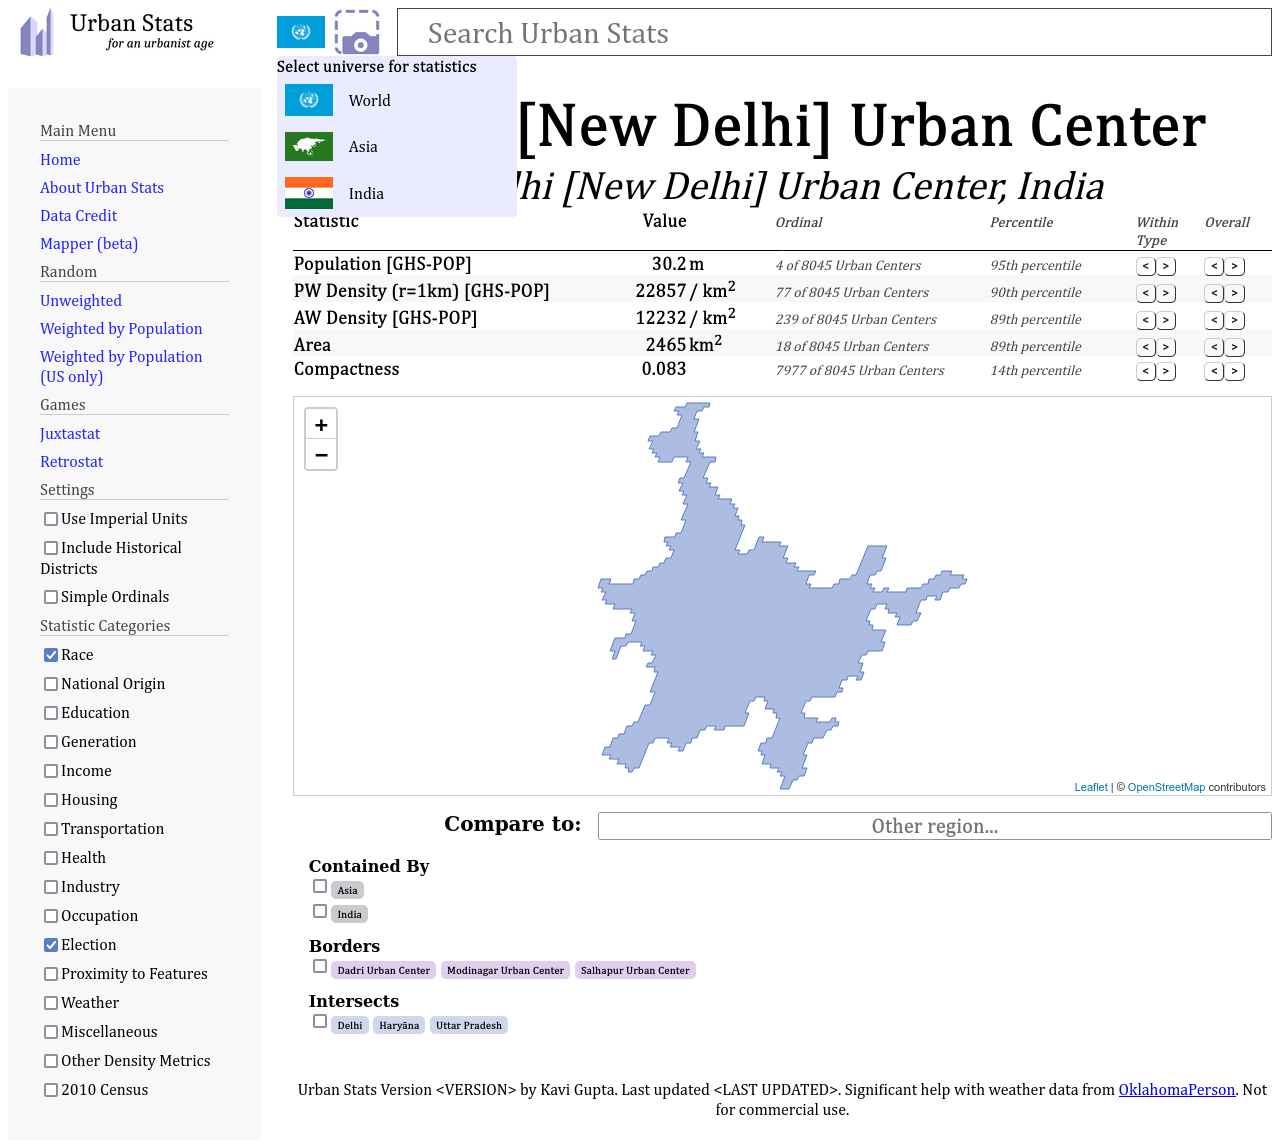 Urban Stats
for an urbanist age
Search Urban Stats
Select universe for statistics
World
Asia
India
[New Delhi] Urban Center
lhi [New Delhi] Urban Center, India
Main Menu
Home
About Urban Stats
Data Credit
Mapper (beta)
Random
Unweighted
Weighted by Population
Weighted by Population
(US only)
Games
Juxtastat
Retrostat
Settings
Use Imperial Units
Include Historical
Districts
Simple Ordinals
Statistic Categories
Race
National Origin
Education
Generation
Income
Housing
Transportation
Health
Industry
Occupation
Election
Proximity to Features
Weather
Miscellaneous
Other Density Metrics
2010 Census
Statistic Value Ordinal Percentile Within Type Overall
Population [GHS-POP] 30.2 m 4 of 8045 Urban Centers 95th percentile < > < >
PW Density (r=1km) [GHS-POP] 22857 / km² 77 of 8045 Urban Centers 90th percentile < > < >
AW Density [GHS-POP] 12232 / km² 239 of 8045 Urban Centers 89th percentile < > < >
Area 2465 km² 18 of 8045 Urban Centers 89th percentile < > < >
Compactness 0.083 7977 of 8045 Urban Centers 14th percentile < > < >
+
−
Leaflet | © OpenStreetMap contributors
Compare to: Other region...
Contained By
Asia
India
Borders
Dadri Urban Center Modinagar Urban Center Salhapur Urban Center
Intersects
Delhi Haryāna Uttar Pradesh
Urban Stats Version <VERSION> by Kavi Gupta. Last updated <LAST UPDATED>. Significant help with weather data from OklahomaPerson. Not
for commercial use.